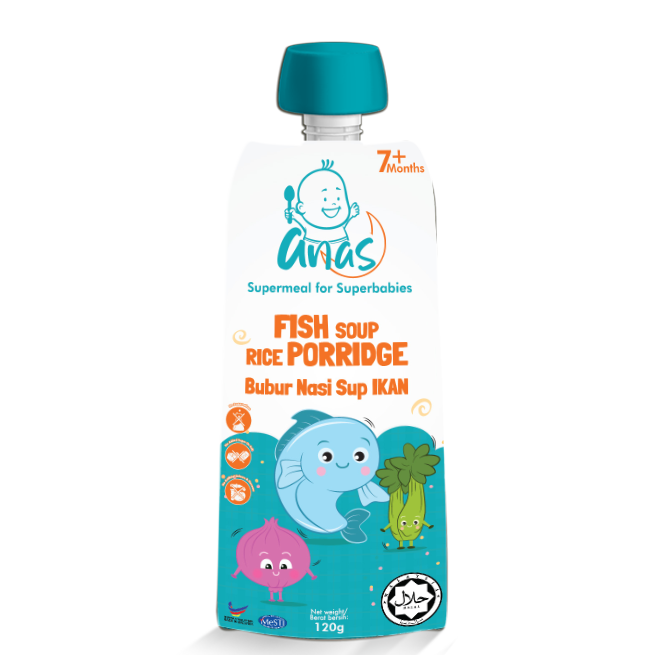 7+
Months
anas
Supermeal for Superbabies
FISH SOUP
RICE PORRIDGE
Bubur Nasi Sup IKAN
MeSTI
Net weight/
Berat bersih:
120g
حلال
HALAL